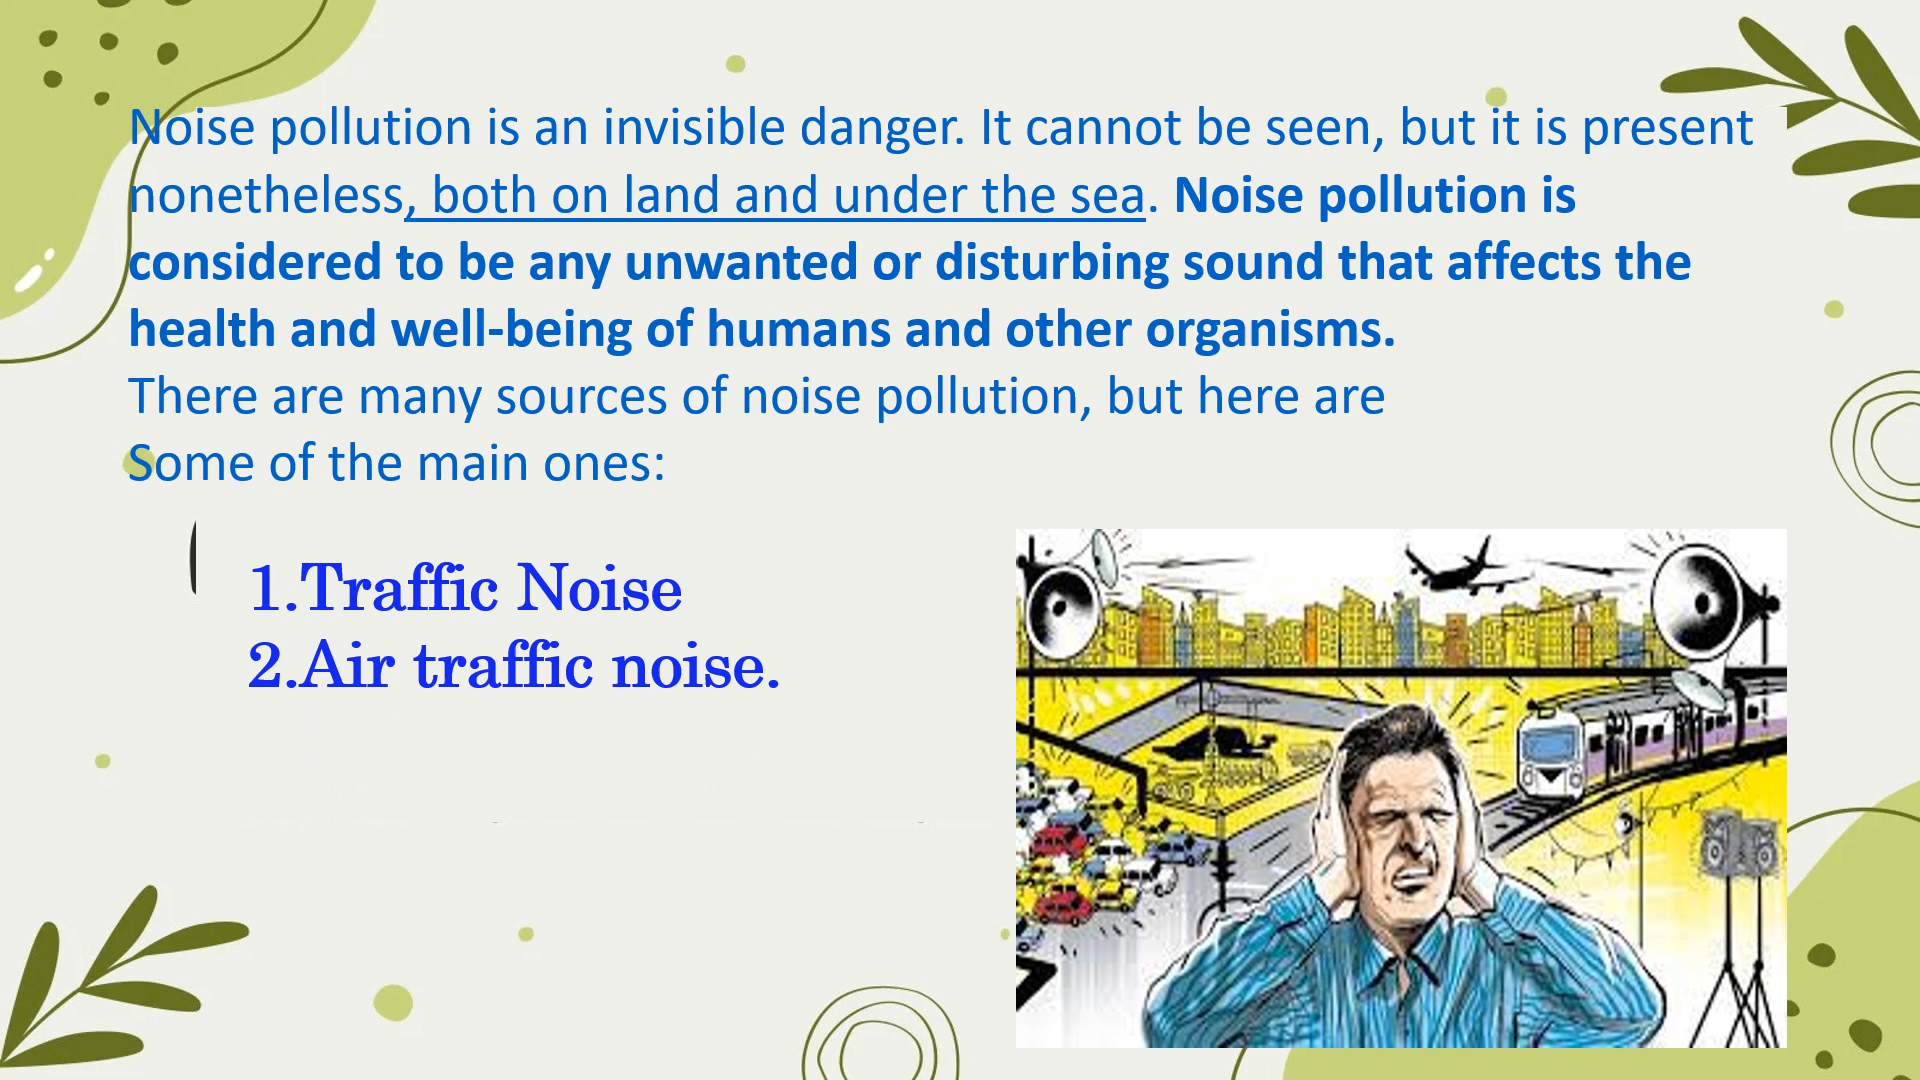 Noise pollution is an invisible danger. It cannot be seen, but it is present
nonetheless, both on land and under the sea. Noise pollution is
considered to be any unwanted or disturbing sound that affects the
health and well-being of humans and other organisms.
There are many sources of noise pollution, but here are
Some of the main ones:
1.Traffic Noise
2.Air traffic noise.